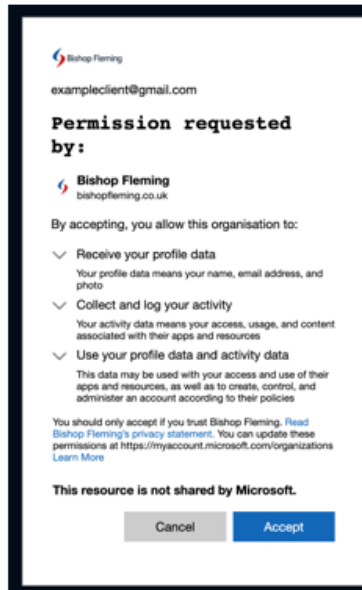 Bishop Fleming
exampleclient@gmail.com
Permission requested
by:
Bishop Fleming
bishopfleming.co.uk
By accepting, you allow this organisation to:
Receive your profile data
Your profile data means your name, email address, and
photo
Collect and log your activity
Your activity data means your access, usage, and content
associated with their apps and resources
Use your profile data and activity data
This data may be used with your access and use of their
apps and resources, as well as to create, control, and
administer an account according to their policies
You should only accept if you trust Bishop Fleming. Read
Bishop Fleming's privacy statement. You can update these
permissions at https://myaccount.microsoft.com/organizations
Learn More
This resource is not shared by Microsoft.
Cancel
Accept